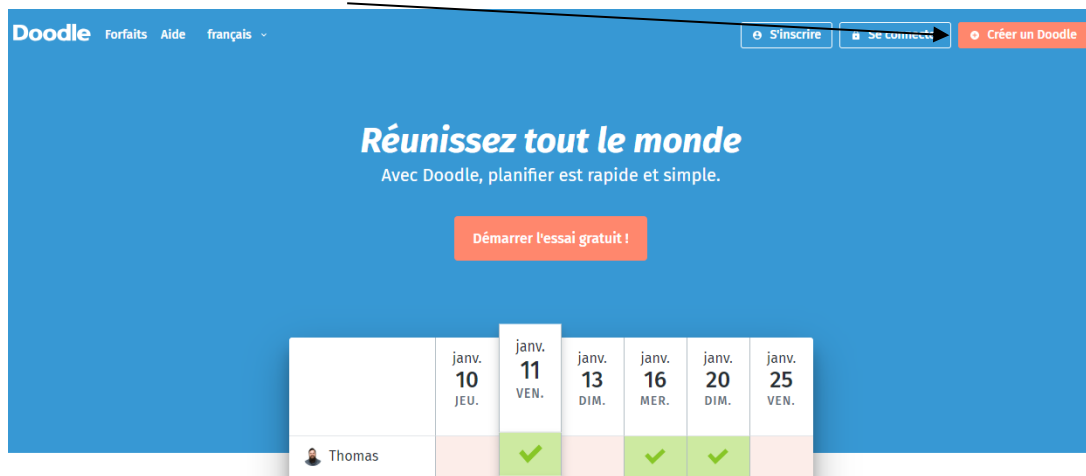 Doodle Forfaits Aide français S'inscrire Se connecter Créer un Doodle
Réunissez tout le monde
Avec Doodle, planifier est rapide et simple.
Démarrer l'essai gratuit !
janv. janv. janv. janv. janv. janv.
10 11 13 16 20 25
JEU. VEN. DIM. MER. DIM. VEN.
Thomas